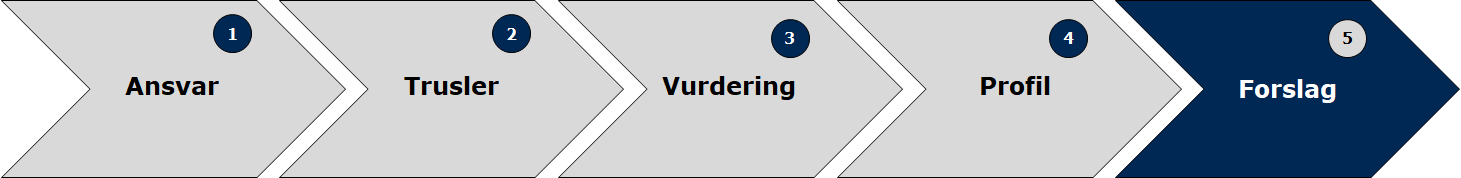 1
Ansvar
2
Trusler
3
Vurdering
4
Profil
5
Forslag